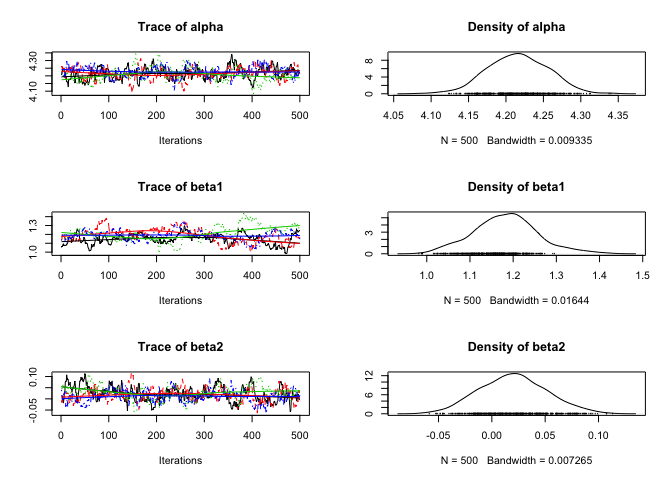 Trace of alpha
4.10 4.30
0 100 200 300 400 500
Iterations
Density of alpha
0 4 8
4.05 4.10 4.15 4.20 4.25 4.30 4.35
N = 500 Bandwidth = 0.009335
Trace of beta1
1.0 1.3
0 100 200 300 400 500
Iterations
Density of beta1
0 3
1.0 1.1 1.2 1.3 1.4 1.5
N = 500 Bandwidth = 0.01644
Trace of beta2
-0.05 0.10
0 100 200 300 400 500
Iterations
Density of beta2
0 4 8 12
-0.05 0.00 0.05 0.10
N = 500 Bandwidth = 0.007265